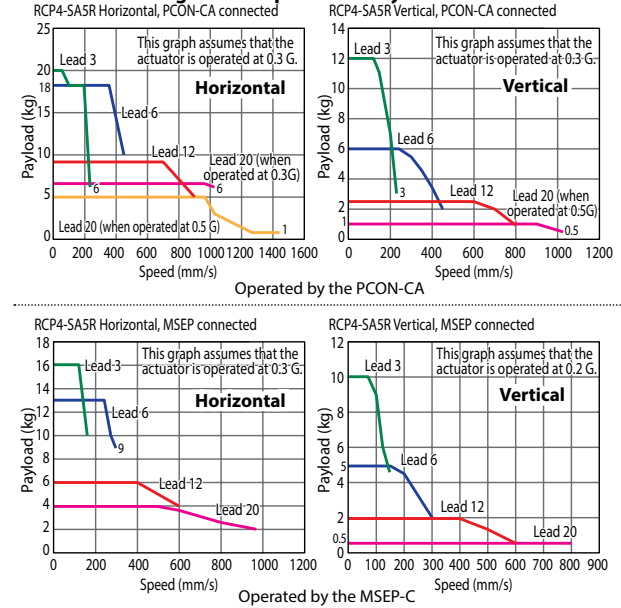 RCP4-SA5R Horizontal, PCON-CA connected
This graph assumes that the
actuator is operated at 0.3 G.
Horizontal
Payload (kg)
25
20
18
15
10
5
0
Lead 3
Lead 6
Lead 12
Lead 20 (when
operated at 0.3G)
6
6
Lead 20 (when operated at 0.5 G)
1
0 200 400 600 800 1000 1200 1400 1600
Speed (mm/s)
RCP4-SA5R Vertical, PCON-CA connected
This graph assumes that the
actuator is operated at 0.3 G.
Vertical
Payload (kg)
14
12
10
8
6
4
2
1
0
Lead 3
Lead 6
3
Lead 12
Lead 20 (when
operated at 0.5G)
0.5
0 200 400 600 800 1000 1200
Speed (mm/s)
Operated by the PCON-CA
RCP4-SA5R Horizontal, MSEP connected
This graph assumes that the
actuator is operated at 0.3 G.
Horizontal
Payload (kg)
18
16
14
13
10
8
6
4
2
0
Lead 3
Lead 6
9
Lead 12
Lead 20
0 200 400 600 800 1000 1200
Speed (mm/s)
RCP4-SA5R Vertical, MSEP connected
This graph assumes that the
actuator is operated at 0.2 G.
Vertical
Payload (kg)
12
10
8
6
5
4
2
0.5
0
Lead 3
Lead 6
Lead 12
Lead 20
0 100 200 300 400 500 600 700 800 900
Speed (mm/s)
Operated by the MSEP-C